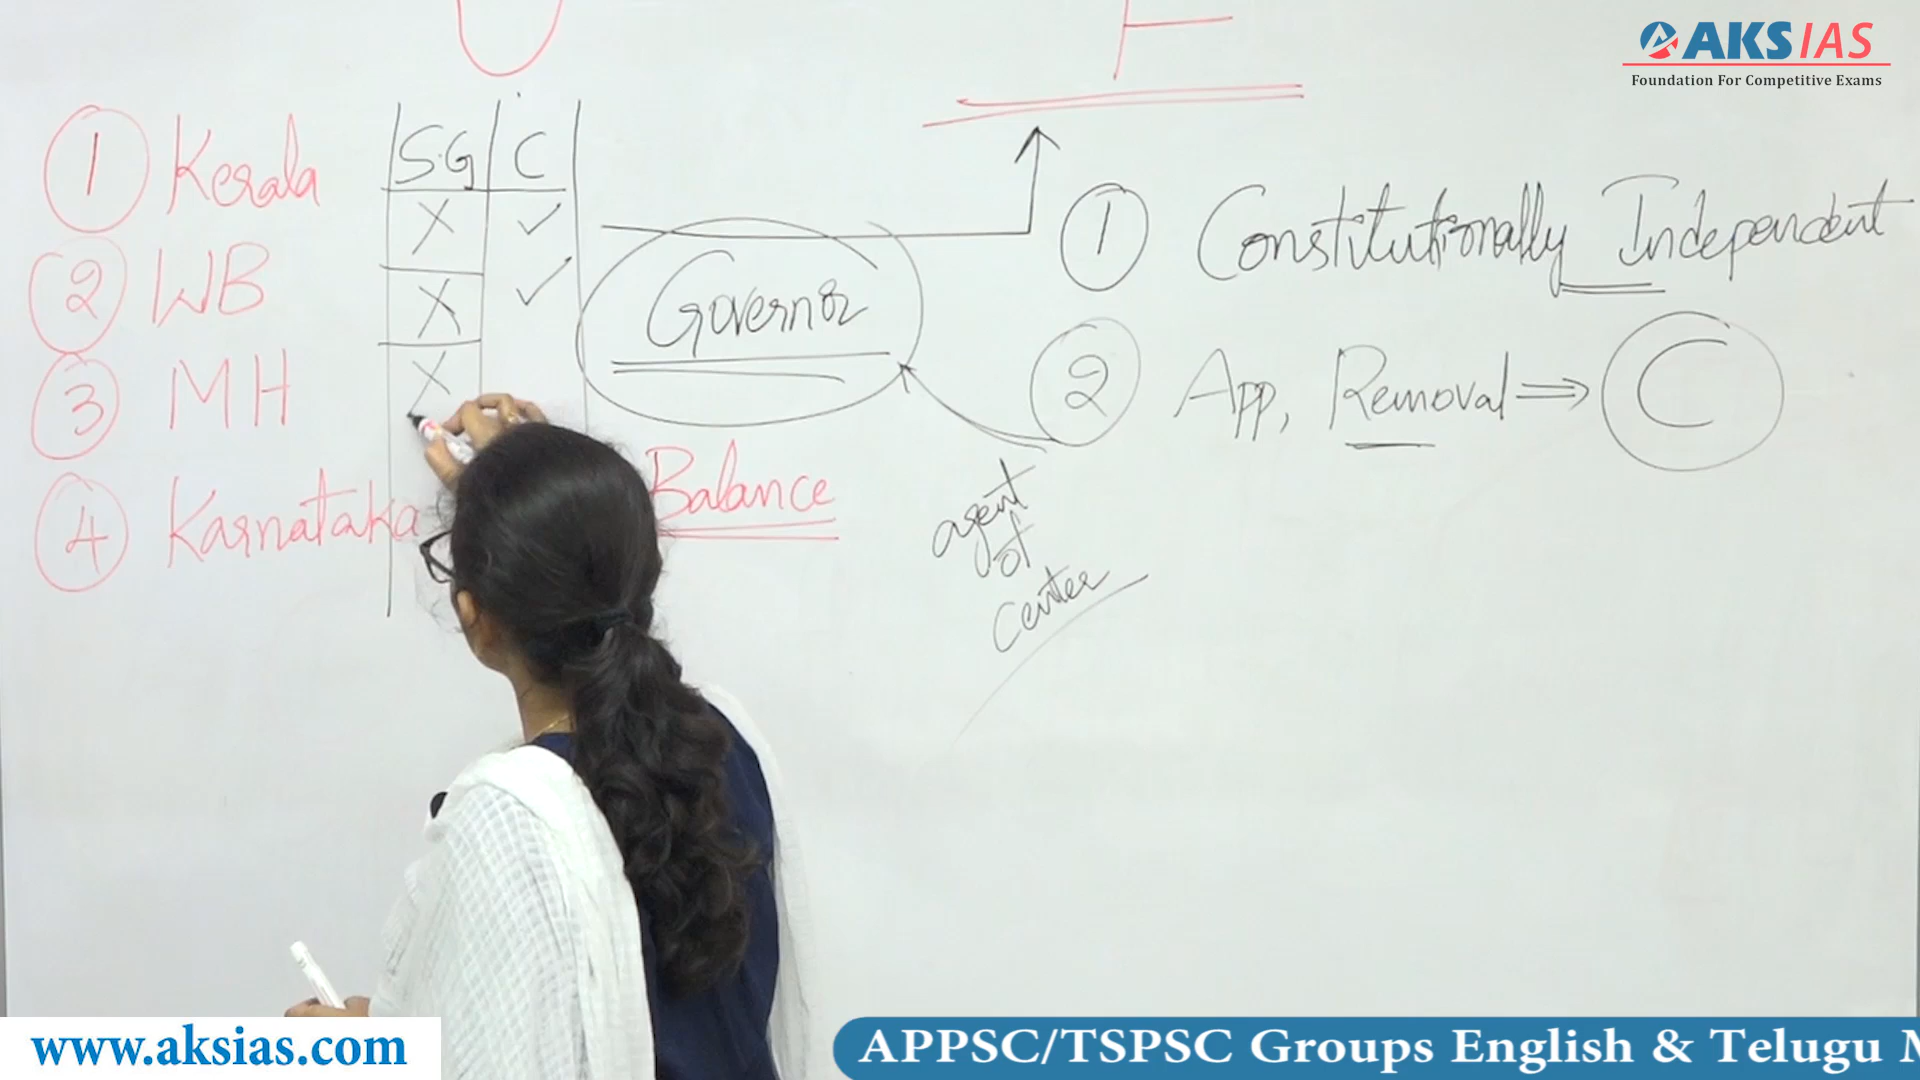 AKS IAS
Foundation For Competitive Exams
S.G C
1 Kerala X ✓
2 WB X ✓
3 MH X
4 Karnataka
Governor
Balance
1 Constitutionally Independent
2 App, Removal ⇒ C
agent
of
center
www.aksias.com
APPSC/TSPSC Groups English & Telugu M